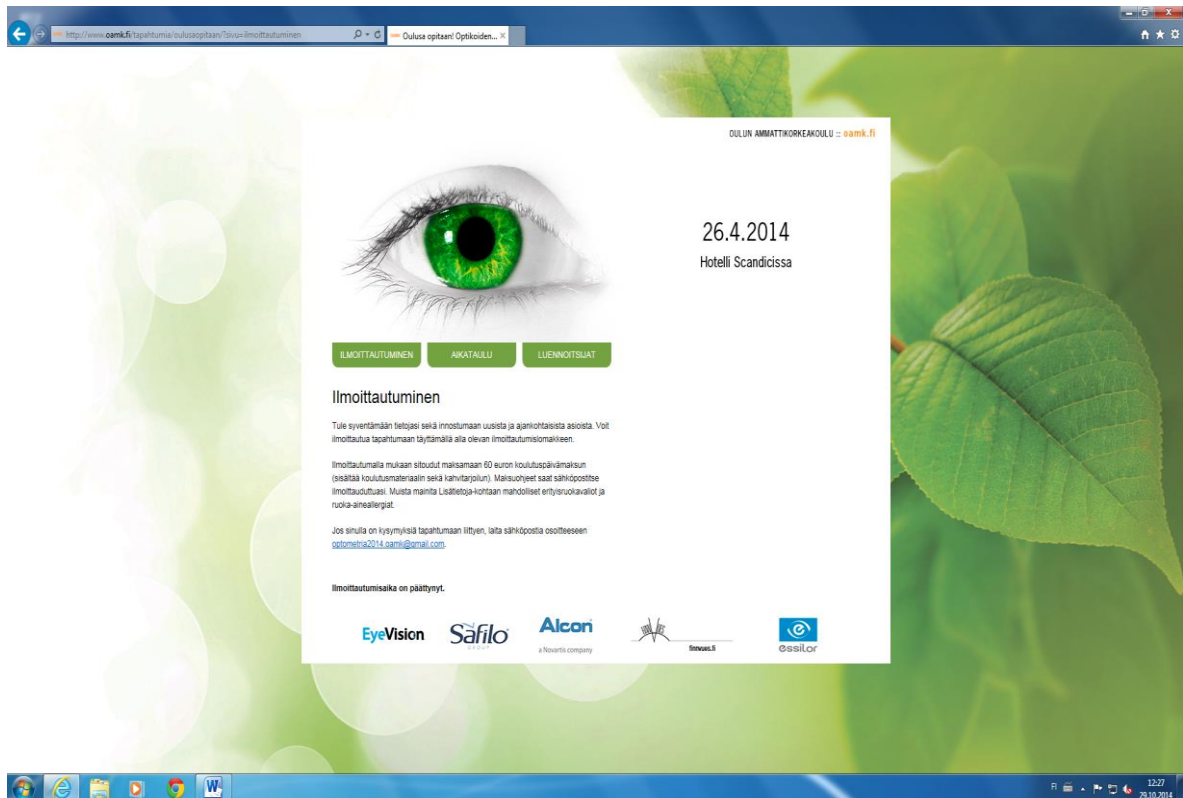 http://www.oamk.fi/tapahtumia/oulusaopitaan/?sivu=ilmoittautuminen
Oulusa opitaan! Optikoiden...
OULUN AMMATTIKORKEAKOULU :: oamk.fi
26.4.2014
Hotelli Scandicissa
ILMOITTAUTUMINEN AIKATAULU LUENNOITSIJAT
Ilmoittautuminen
Tule syventämään tietojasi sekä innostumaan uusista ja ajankohtaisista asioista. Voit
ilmoittautua tapahtumaan täyttämällä alla olevan ilmoittautumislomakkeen.
Ilmoittautumalla mukaan sitoudut maksamaan 60 euron koulutuspäivämaksun
(sisältää koulutusmateriaalin sekä kahvitarjoilun). Maksuohjeet saat sähköpostitse
ilmoittauduttuasi. Muista mainita Lisätietoja-kohtaan mahdolliset erityisruokavaliot ja
ruoka-aineallergiat.
Jos sinulla on kysymyksiä tapahtumaan liittyen, laita sähköpostia osoitteeseen
optometria2014.oamk@gmail.com.
Ilmoittautumisaika on päättynyt.
EyeVision
Säfilo
GROUP
Alcon
a Novartis company
finnvues.fi
essilor
FI
12:27
29.10.2014